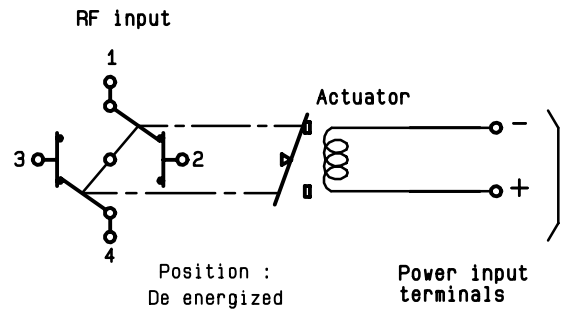 RF input
1
Actuator
−
3
2
+
4
Position :
De energized
Power input
terminals